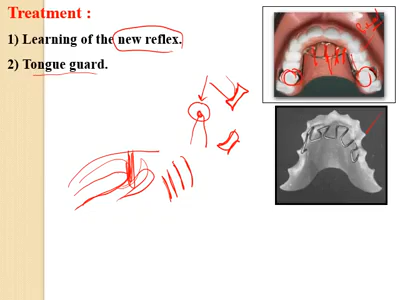 Treatment :
1) Learning of the new reflex.
2) Tongue guard.